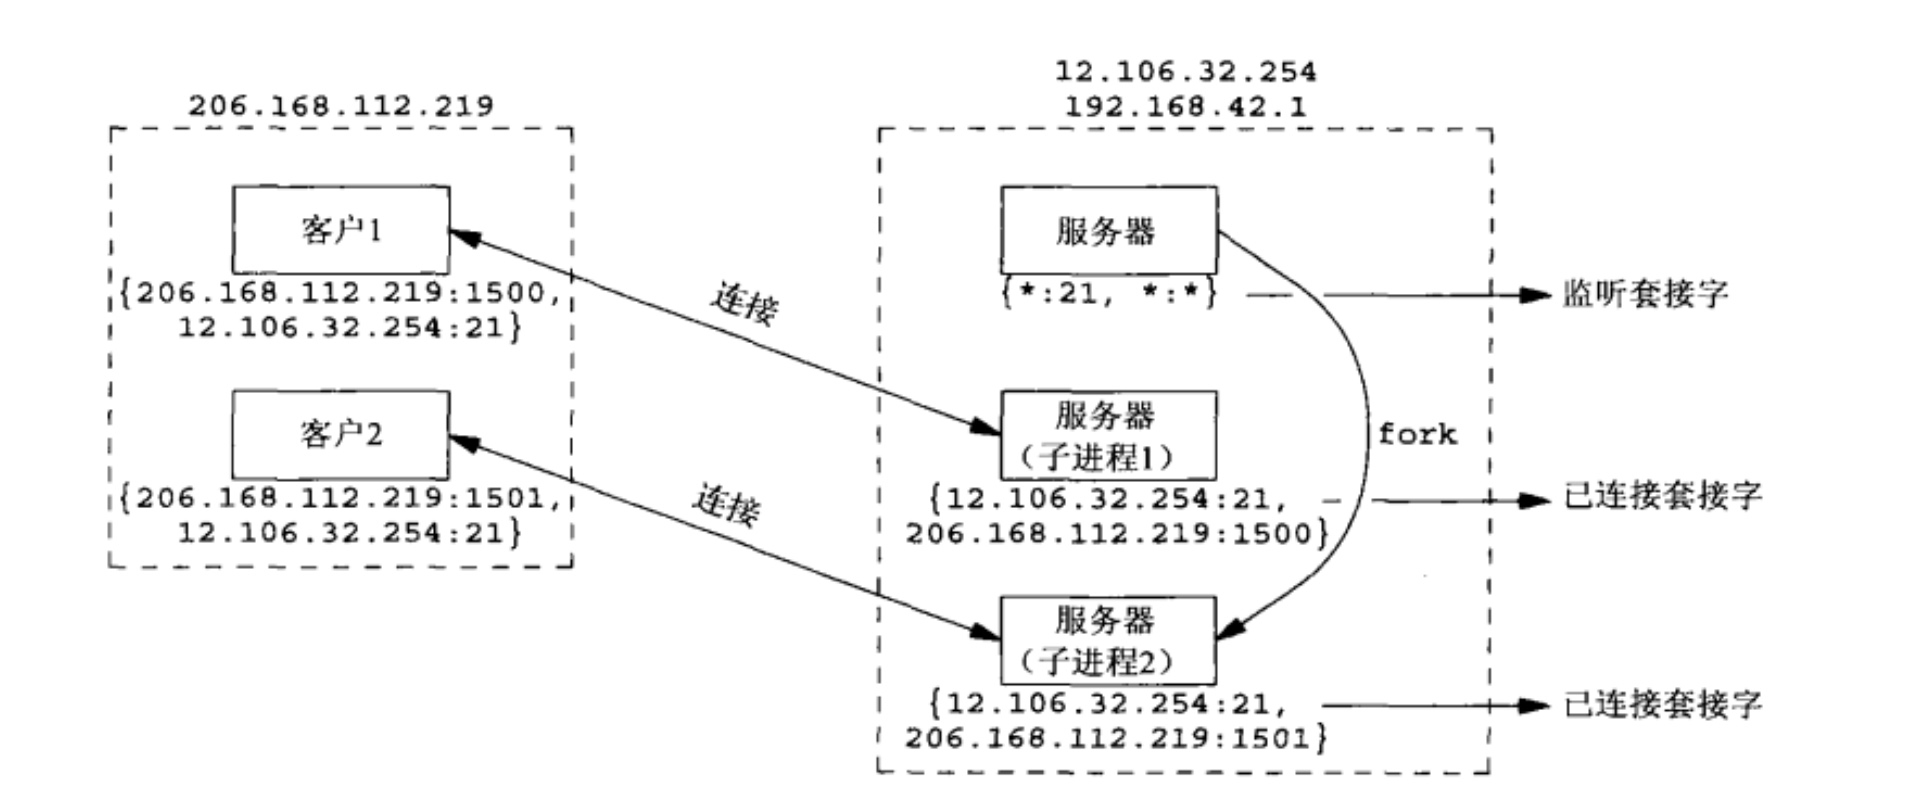 206.168.112.219
客户1
{206.168.112.219:1500,
12.106.32.254:21}
客户2
{206.168.112.219:1501,
12.106.32.254:21}
连接
连接
12.106.32.254
192.168.42.1
服务器
{*:21, *:*}
监听套接字
服务器
(子进程1)
{12.106.32.254:21,
206.168.112.219:1500}
已连接套接字
fork
服务器
(子进程2)
{12.106.32.254:21,
206.168.112.219:1501}
已连接套接字